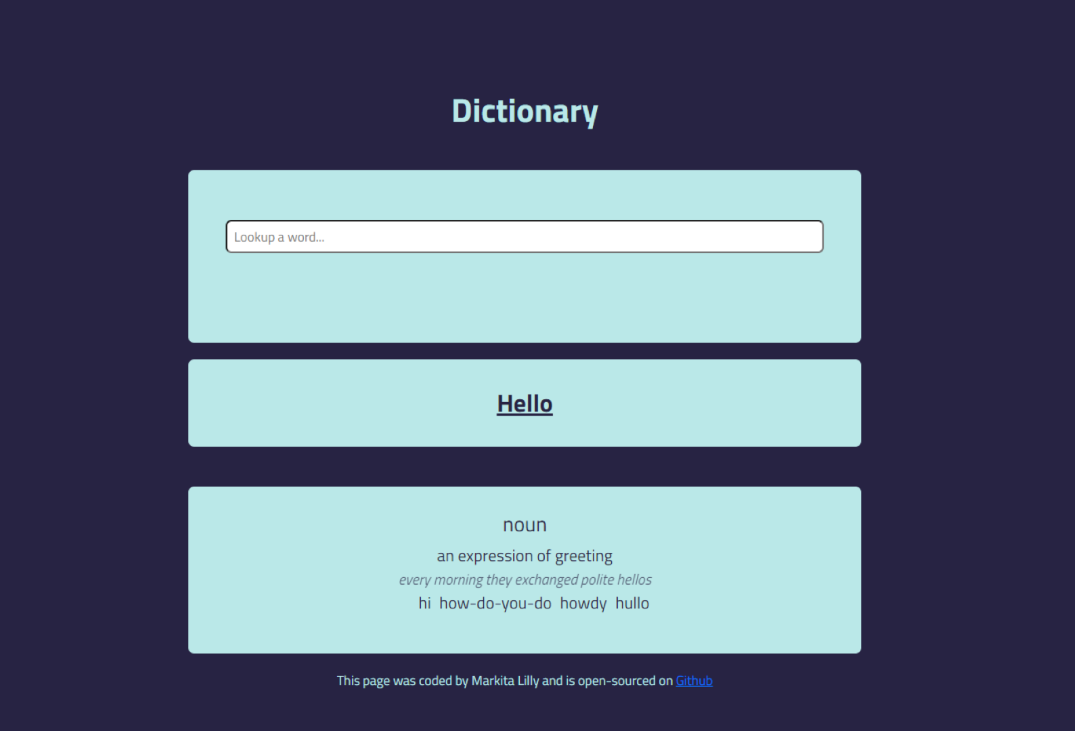 Dictionary
Lookup a word...
Hello
noun
an expression of greeting
every morning they exchanged polite hellos
hi how-do-you-do howdy hullo
This page was coded by Markita Lilly and is open-sourced on Github